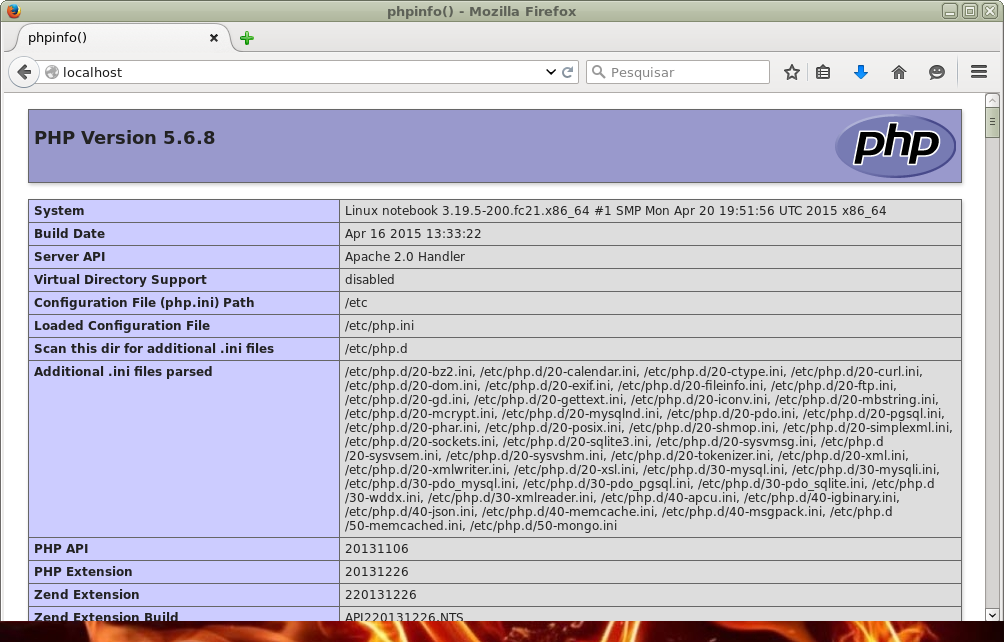 phpinfo() - Mozilla Firefox
phpinfo()
localhost
Pesquisar
PHP Version 5.6.8
php
System Linux notebook 3.19.5-200.fc21.x86_64 #1 SMP Mon Apr 20 19:51:56 UTC 2015 x86_64
Build Date Apr 16 2015 13:33:22
Server API Apache 2.0 Handler
Virtual Directory Support disabled
Configuration File (php.ini) Path /etc
Loaded Configuration File /etc/php.ini
Scan this dir for additional .ini files /etc/php.d
Additional .ini files parsed /etc/php.d/20-bz2.ini, /etc/php.d/20-calendar.ini, /etc/php.d/20-ctype.ini, /etc/php.d/20-curl.ini,
/etc/php.d/20-dom.ini, /etc/php.d/20-exif.ini, /etc/php.d/20-fileinfo.ini, /etc/php.d/20-ftp.ini,
/etc/php.d/20-gd.ini, /etc/php.d/20-gettext.ini, /etc/php.d/20-iconv.ini, /etc/php.d/20-mbstring.ini,
/etc/php.d/20-mcrypt.ini, /etc/php.d/20-mysqlnd.ini, /etc/php.d/20-pdo.ini, /etc/php.d/20-pgsql.ini,
/etc/php.d/20-phar.ini, /etc/php.d/20-posix.ini, /etc/php.d/20-shmop.ini, /etc/php.d/20-simplexml.ini,
/etc/php.d/20-sockets.ini, /etc/php.d/20-sqlite3.ini, /etc/php.d/20-sysvmsg.ini, /etc/php.d
/20-sysvsem.ini, /etc/php.d/20-sysvshm.ini, /etc/php.d/20-tokenizer.ini, /etc/php.d/20-xml.ini,
/etc/php.d/20-xmlwriter.ini, /etc/php.d/20-xsl.ini, /etc/php.d/30-mysql.ini, /etc/php.d/30-mysqli.ini,
/etc/php.d/30-pdo_mysql.ini, /etc/php.d/30-pdo_pgsql.ini, /etc/php.d/30-pdo_sqlite.ini, /etc/php.d
/30-wddx.ini, /etc/php.d/30-xmlreader.ini, /etc/php.d/40-apcu.ini, /etc/php.d/40-igbinary.ini,
/etc/php.d/40-json.ini, /etc/php.d/40-memcache.ini, /etc/php.d/40-msgpack.ini, /etc/php.d
/50-memcached.ini, /etc/php.d/50-mongo.ini
PHP API 20131106
PHP Extension 20131226
Zend Extension 220131226
Zend Extension Build API220131226,NTS